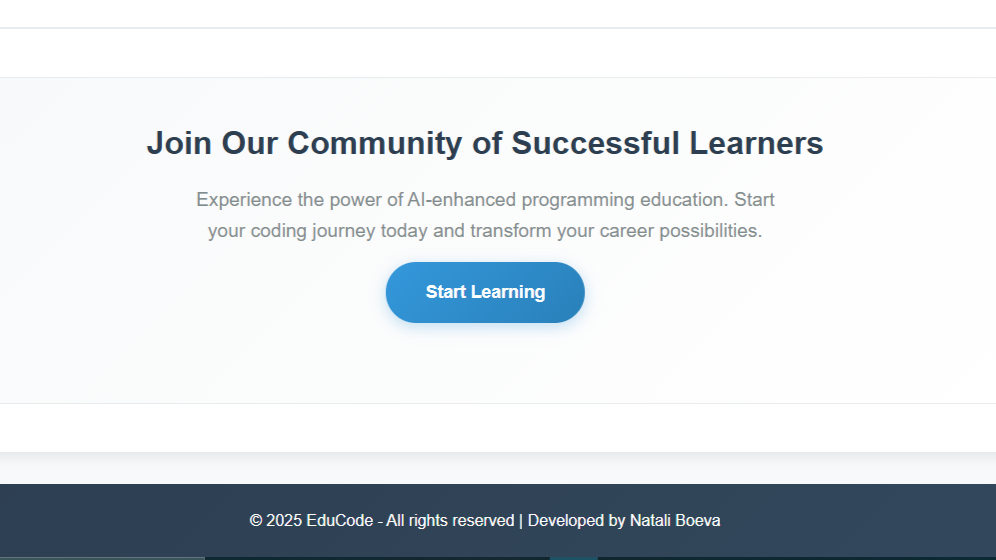 Join Our Community of Successful Learners
Experience the power of AI-enhanced programming education. Start
your coding journey today and transform your career possibilities.
Start Learning
© 2025 EduCode - All rights reserved | Developed by Natali Boeva